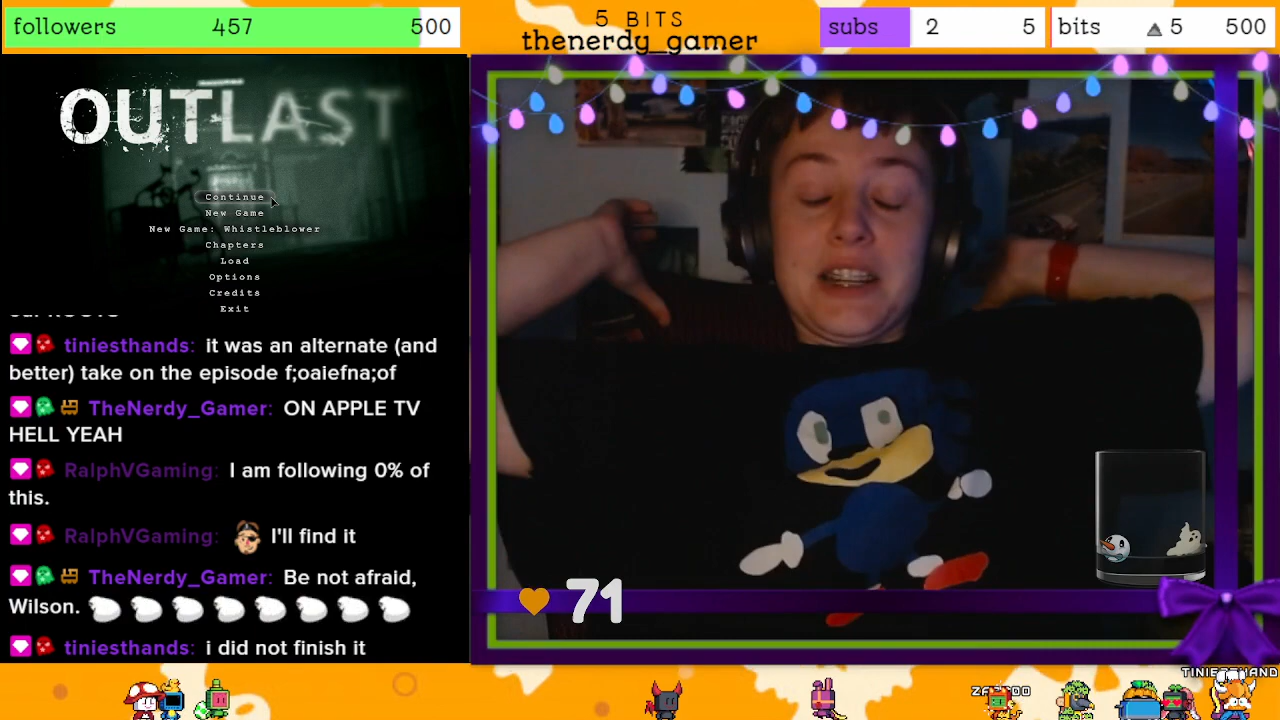 followers 457 500
5 BITS
thenerdy_gamer
subs 2 5
bits 5 500
OUTLAST
Continue
New Game
New Game: Whistleblower
Chapters
Load
Options
Credits
Exit
tiniesthands: it was an alternate (and
better) take on the episode f;oaiefna;of
TheNerdy_Gamer: ON APPLE TV
HELL YEAH
RalphVGaming: I am following 0% of
this.
RalphVGaming: I'll find it
TheNerdy_Gamer: Be not afraid,
Wilson.
tiniesthands: i did not finish it
71